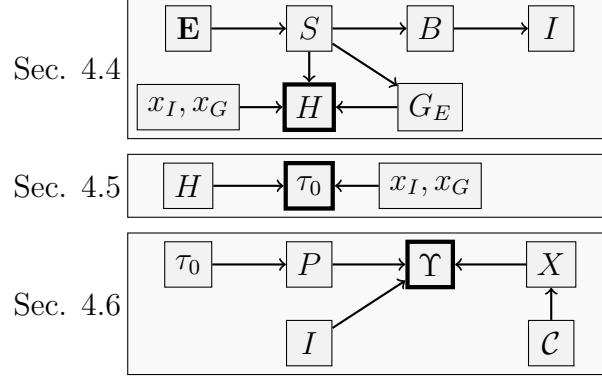 E S B I
Sec. 4.4
x_I, x_G H G_E
Sec. 4.5 H τ_0 x_I, x_G
τ_0 P Υ X
Sec. 4.6
I 𝒞